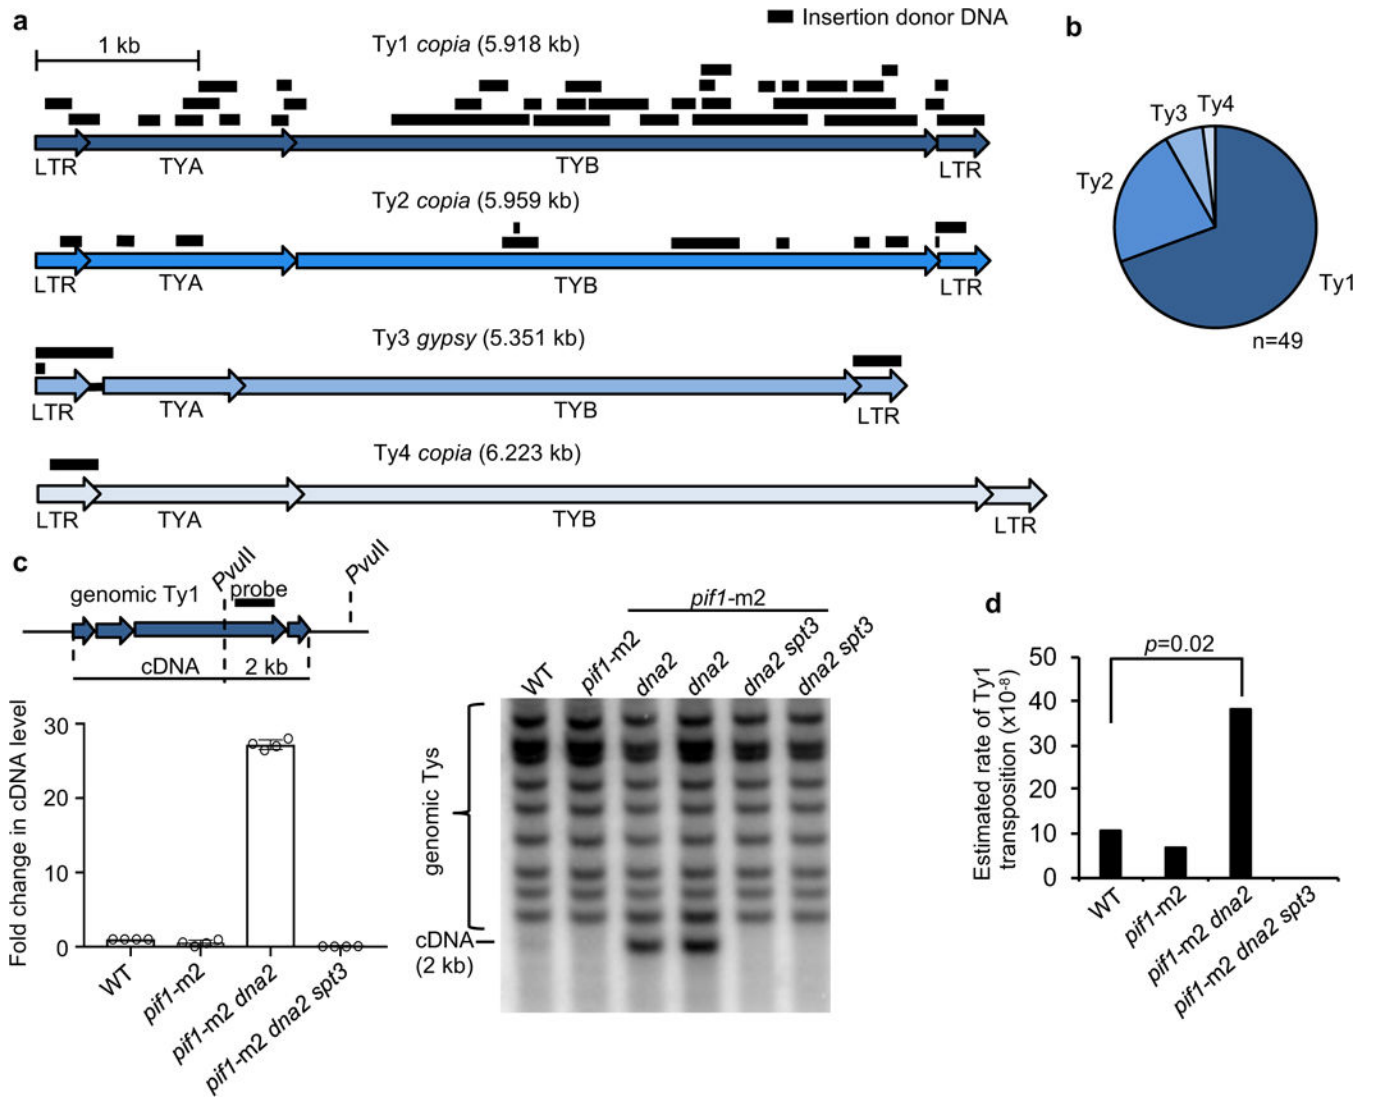 a
Insertion donor DNA
1 kb
Ty1 copia (5.918 kb)
LTR TYA TYB LTR
Ty2 copia (5.959 kb)
LTR TYA TYB LTR
Ty3 gypsy (5.351 kb)
LTR TYA TYB LTR
Ty4 copia (6.223 kb)
LTR TYA TYB LTR
b
Ty3 Ty4
Ty2
Ty1
n=49
c
PvuII PvuII
genomic Ty1 probe
cDNA 2 kb
Fold change in cDNA level
30
20
10
0
WT
pif1-m2
pif1-m2 dna2
pif1-m2 dna2 spt3
pif1-m2
WT
pif1-m2
dna2
dna2
dna2 spt3
dna2 spt3
genomic Tys
cDNA
(2 kb)
d
p=0.02
Estimated rate of Ty1
transposition (x10-8)
50
40
30
20
10
0
WT
pif1-m2
pif1-m2 dna2
pif1-m2 dna2 spt3